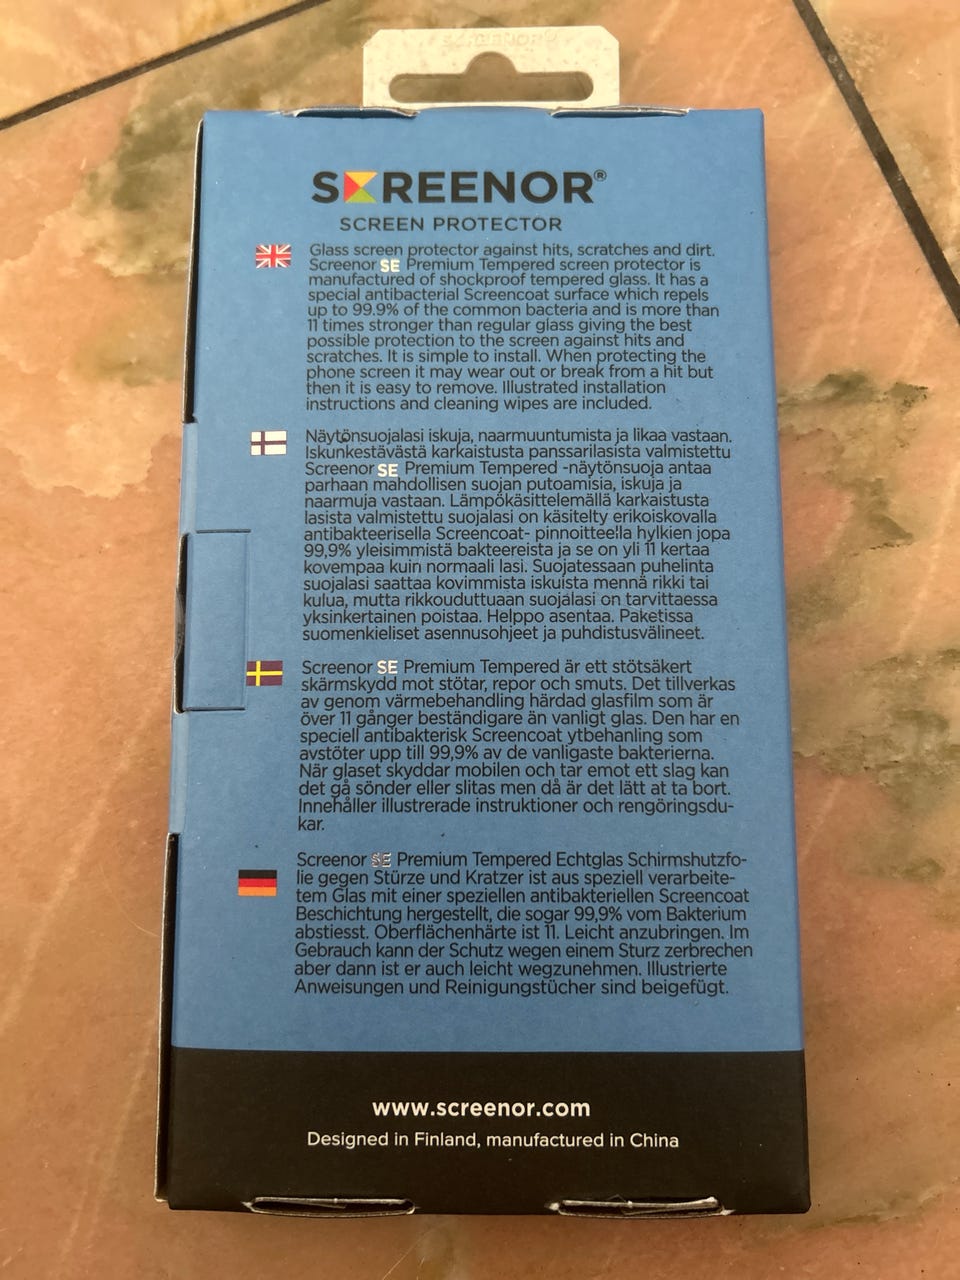 SCREENOR®
SCREENOR®
SCREEN PROTECTOR
Glass screen protector against hits, scratches and dirt.
Screenor SE Premium Tempered screen protector is
manufactured of shockproof tempered glass. It has a
special antibacterial Screencoat surface which repels
up to 99.9% of the common bacteria and is more than
11 times stronger than regular glass giving the best
possible protection to the screen against hits and
scratches. It is simple to install. When protecting the
phone screen it may wear out or break from a hit but
then it is easy to remove. Illustrated installation
instructions and cleaning wipes are included.
Näytönsuojalasi iskuja, naarmuuntumista ja likaa vastaan.
Iskunkestävästä karkaistusta panssarilasista valmistettu
Screenor SE Premium Tempered -näytönsuoja antaa
parhaan mahdollisen suojan putoamisia, iskuja ja
naarmuja vastaan. Lämpökäsittelemällä karkaistusta
lasista valmistettu suojalasi on käsitelty erikoiskovalla
antibakteerisella Screencoat- pinnoitteella hylkien jopa
99,9% yleisimmistä bakteereista ja se on yli 11 kertaa
kovempaa kuin normaali lasi. Suojatessaan puhelinta
suojalasi saattaa kovimmista iskuista mennä rikki tai
kulua, mutta rikkouduttuaan suojalasi on tarvittaessa
yksinkertainen poistaa. Helppo asentaa. Paketissa
suomenkieliset asennusohjeet ja puhdistusvälineet.
Screenor SE Premium Tempered är ett stötsäkert
skärmskydd mot stötar, repor och smuts. Det tillverkas
av genom värmebehandling härdad glasfilm som är
över 11 gånger beständigare än vanligt glas. Den har en
speciell antibakterisk Screencoat ytbehanling som
avstöter upp till 99,9% av de vanligaste bakterierna.
När glaset skyddar mobilen och tar emot ett slag kan
det gå sönder eller slitas men då är det lätt at ta bort.
Innehåller illustrerade instruktioner och rengöringsdu-
kar.
Screenor SE Premium Tempered Echtglas Schirmshutzfo-
lie gegen Stürze und Kratzer ist aus speziell verarbeite-
tem Glas mit einer speziellen antibakteriellen Screencoat
Beschichtung hergestellt, die sogar 99,9% vom Bakterium
abstiesst. Oberflächenhärte ist 11. Leicht anzubringen. Im
Gebrauch kann der Schutz wegen einem Sturz zerbrechen
aber dann ist er auch leicht wegzunehmen. Illustrierte
Anweisungen und Reinigungstücher sind beigefügt.
www.screenor.com
Designed in Finland, manufactured in China